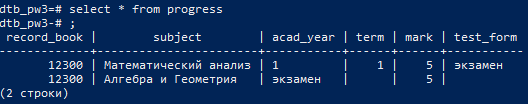 dtb_pw3=# select * from progress
dtb_pw3-# ;
 record_book |       subject         | acad_year | term | mark | test_form
-------------+-----------------------+-----------+------+------+-----------
       12300 | Математический анализ | 1         |    1 |    5 | экзамен
       12300 | Алгебра и Геометрия   | экзамен   |      |    5 |
(2 строки)